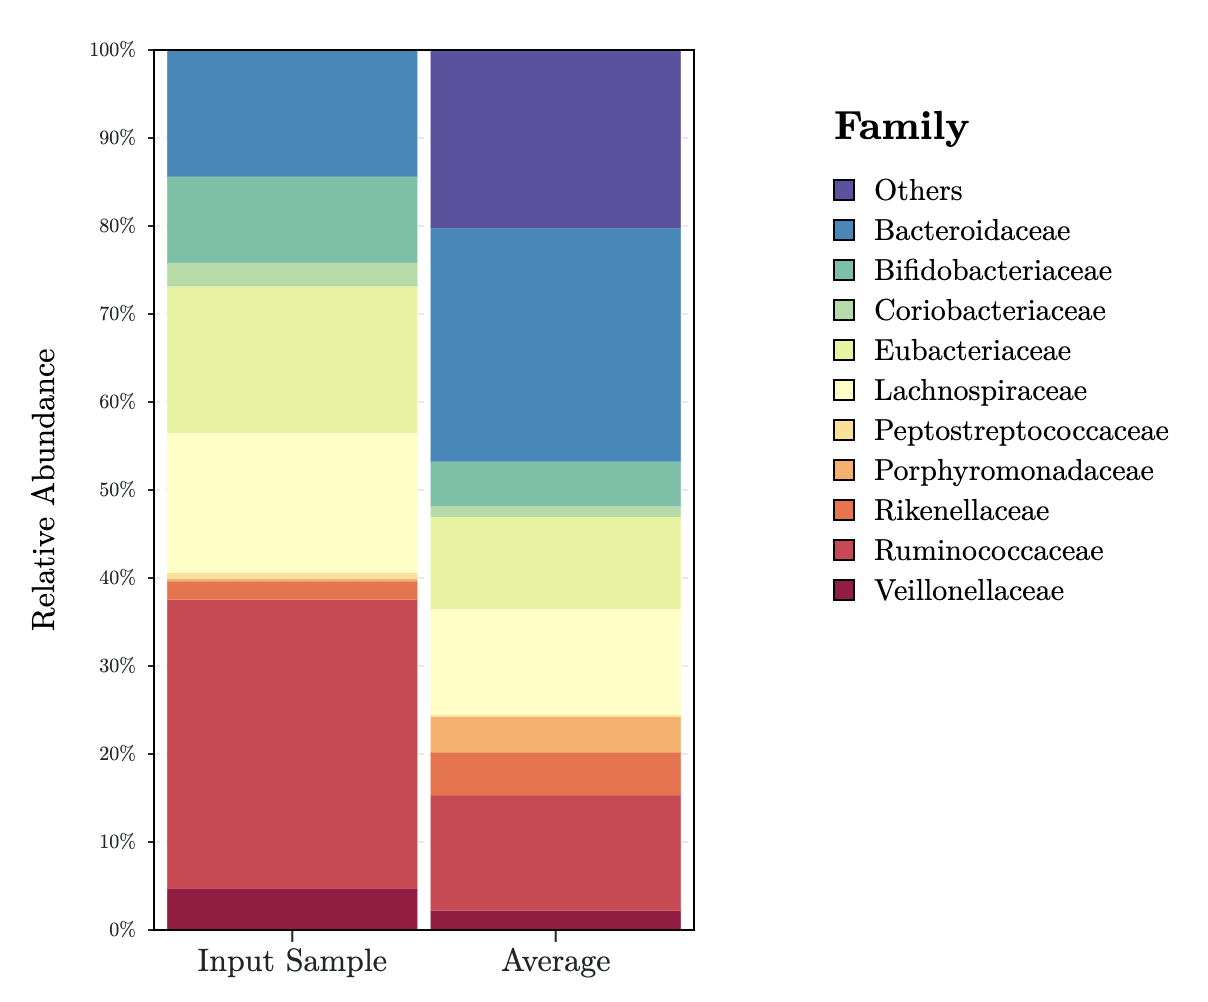 100%
90%
80%
70%
60%
50%
40%
30%
20%
10%
0%
Relative Abundance
Input Sample
Average
Family
Others
Bacteroidaceae
Bifidobacteriaceae
Coriobacteriaceae
Eubacteriaceae
Lachnospiraceae
Peptostreptococcaceae
Porphyromonadaceae
Rikenellaceae
Ruminococcaceae
Veillonellaceae